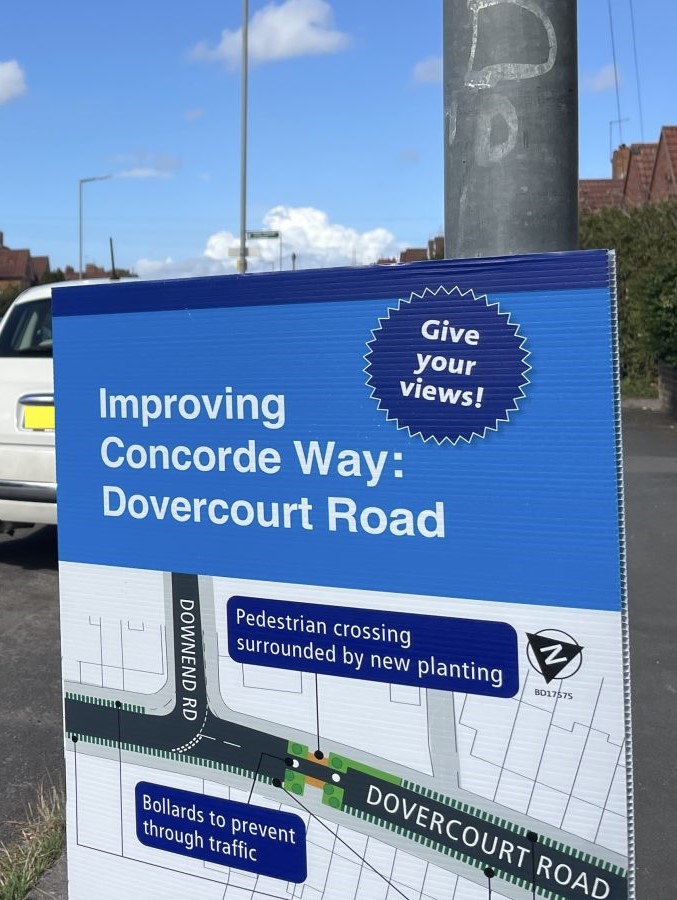 Give
your
views!
Improving
Concorde Way:
Dovercourt Road
DOWNEND RD
Pedestrian crossing
surrounded by new planting
N
BD17575
Bollards to prevent
through traffic
DOVERCOURT ROAD